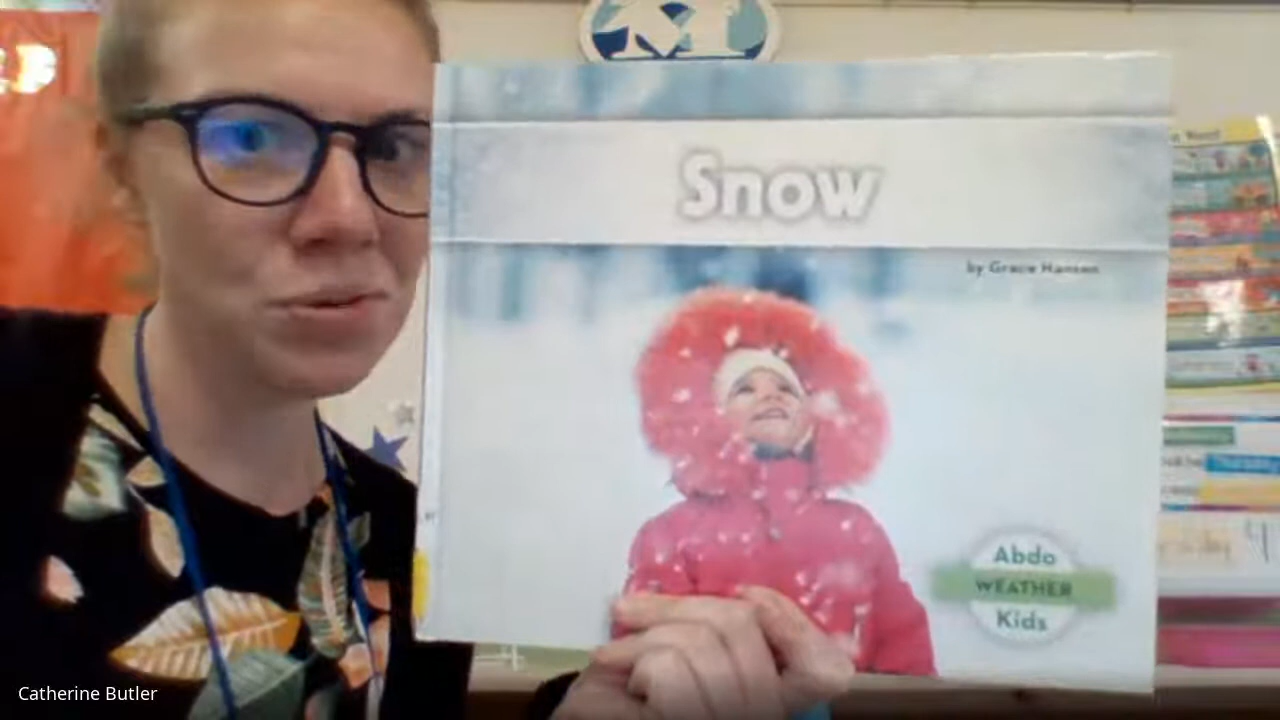 Snow
by Grace Hansen
Abdo
WEATHER
Kids
Catherine Butler